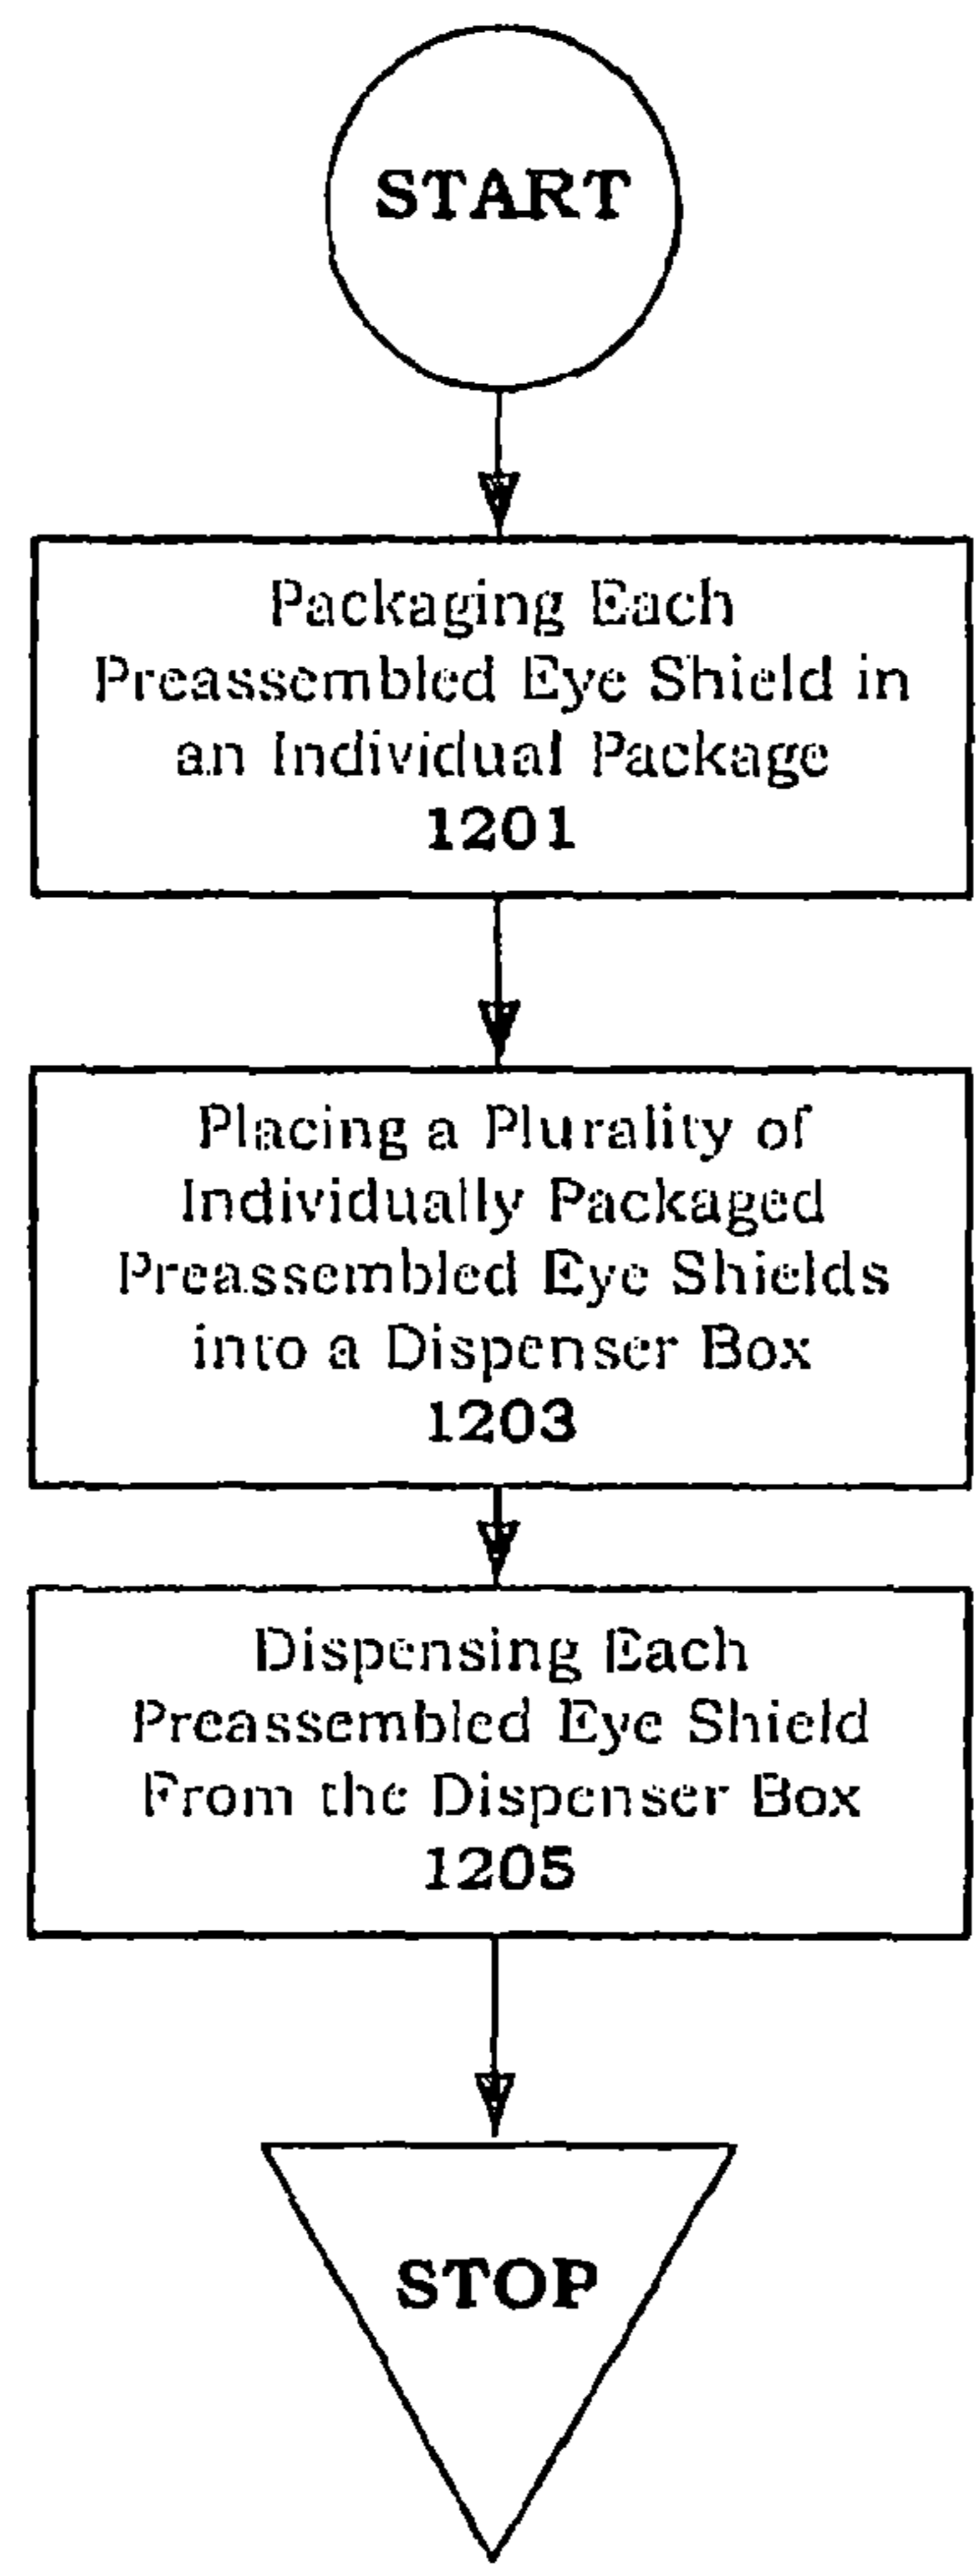 START
Packaging Each
Preassembled Eye Shield in
an Individual Package
1201
Placing a Plurality of
Individually Packaged
Preassembled Eye Shields
into a Dispenser Box
1203
Dispensing Each
Preassembled Eye Shield
From the Dispenser Box
1205
STOP